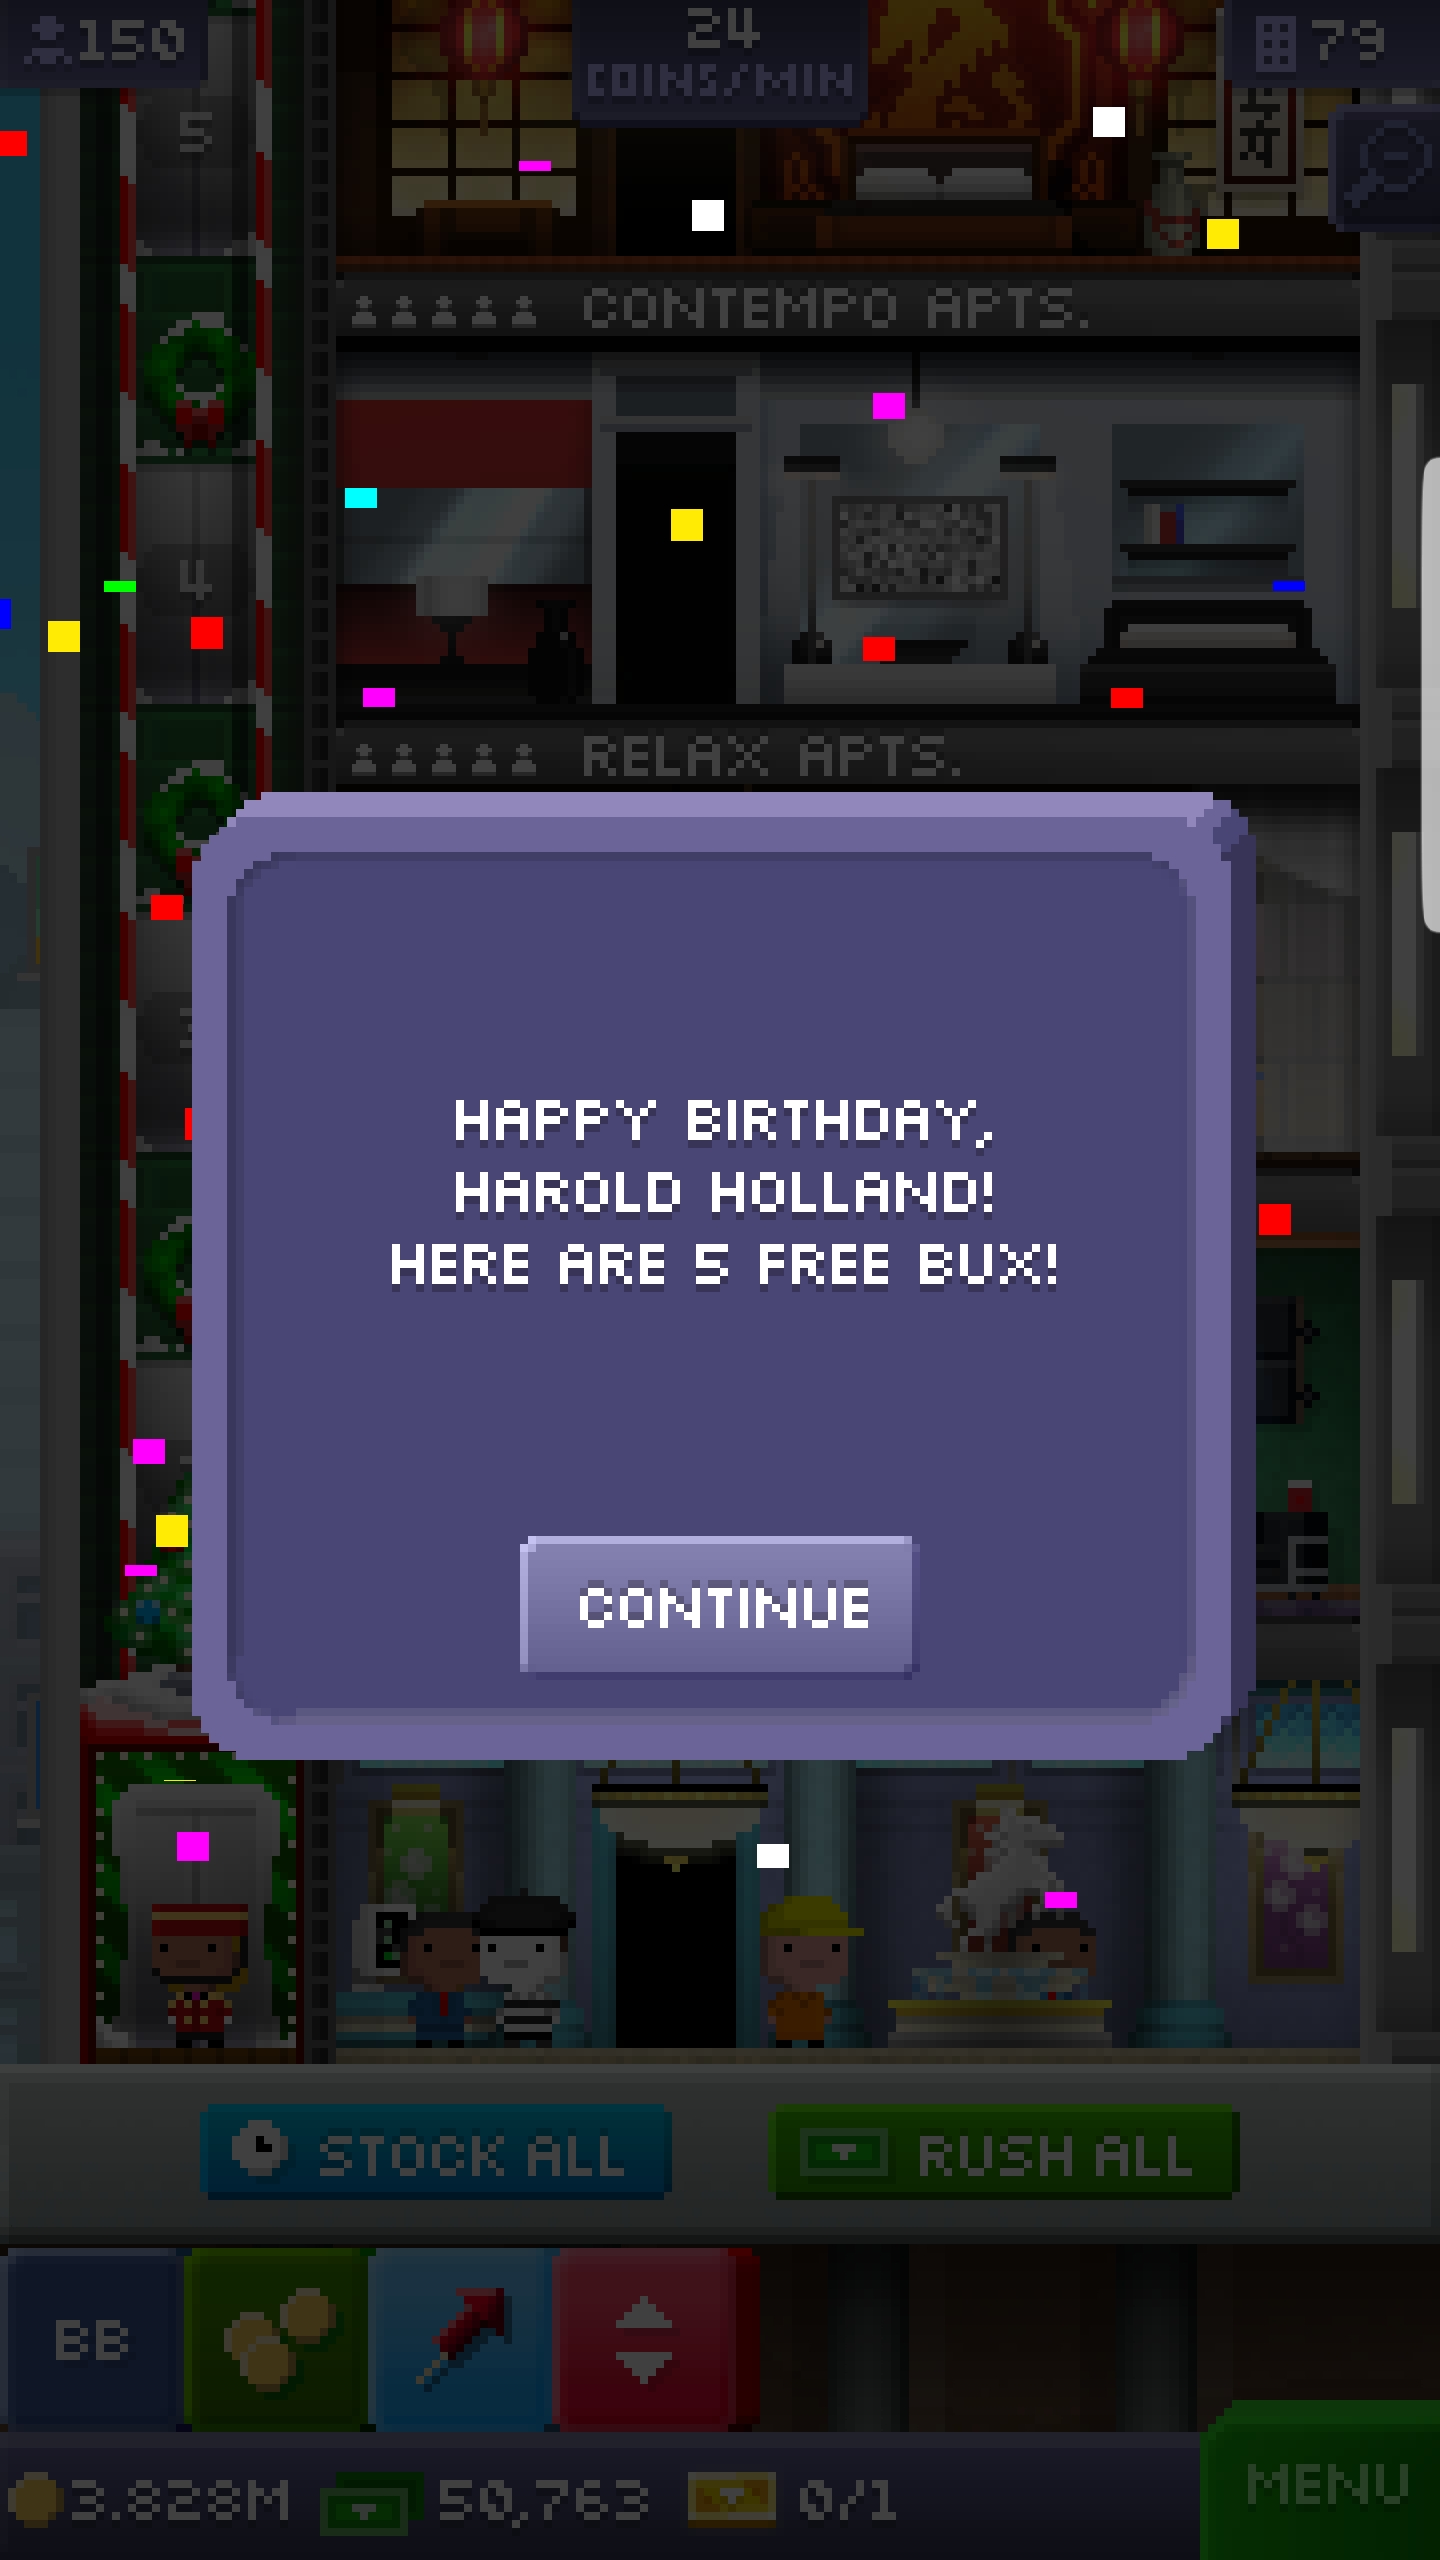 150
24
COINS/MIN
79
5
CONTEMPO APTS.
4
RELAX APTS.
HAPPY BIRTHDAY,
HAROLD HOLLAND!
HERE ARE 5 FREE BUX!
CONTINUE
STOCK ALL
RUSH ALL
BB
3.828M
50,763
0/1
MENU